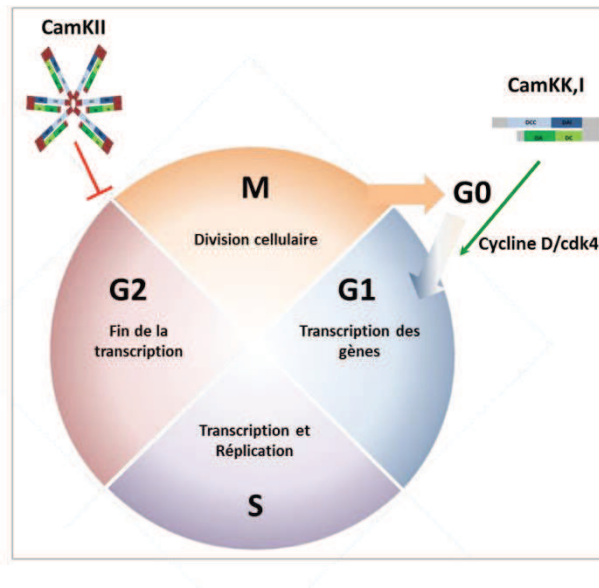 CamKII
CamKK,I
M
Division cellulaire
G0
Cycline D/cdk4
G2
Fin de la
transcription
G1
Transcription des
gènes
Transcription et
Réplication
S